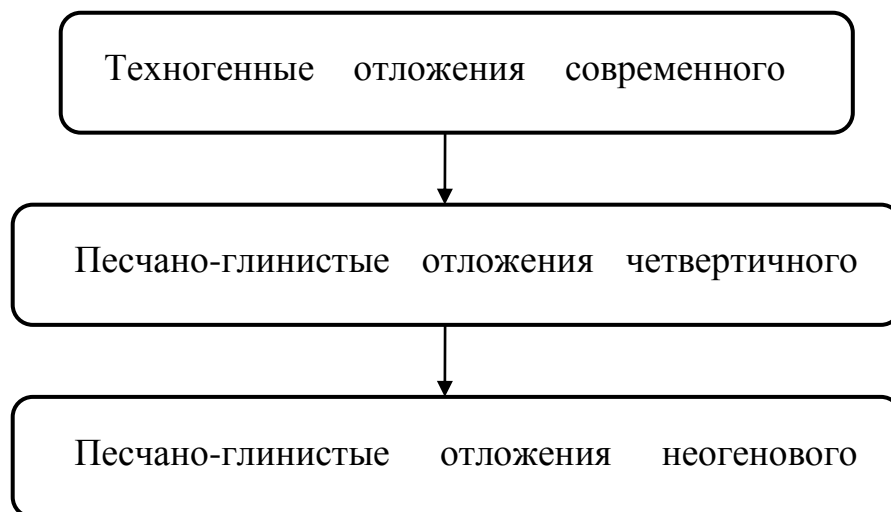 Техногенные отложения современного
Песчано-глинистые отложения четвертичного
Песчано-глинистые отложения неогенового